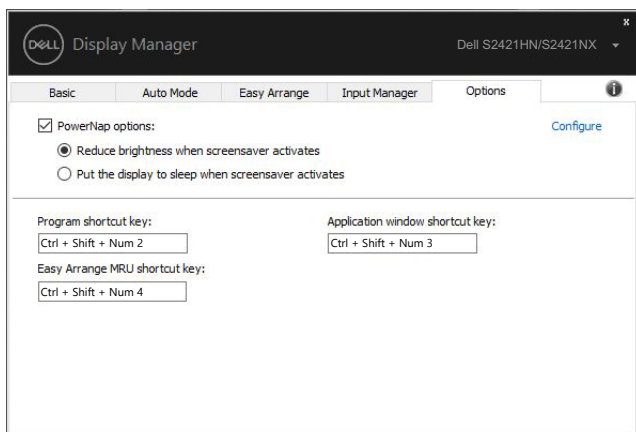 x
DELL Display Manager Dell S2421HN/S2421NX
Basic Auto Mode Easy Arrange Input Manager Options
PowerNap options: Configure
Reduce brightness when screensaver activates
Put the display to sleep when screensaver activates
Program shortcut key: Application window shortcut key:
Ctrl + Shift + Num 2 Ctrl + Shift + Num 3
Easy Arrange MRU shortcut key:
Ctrl + Shift + Num 4